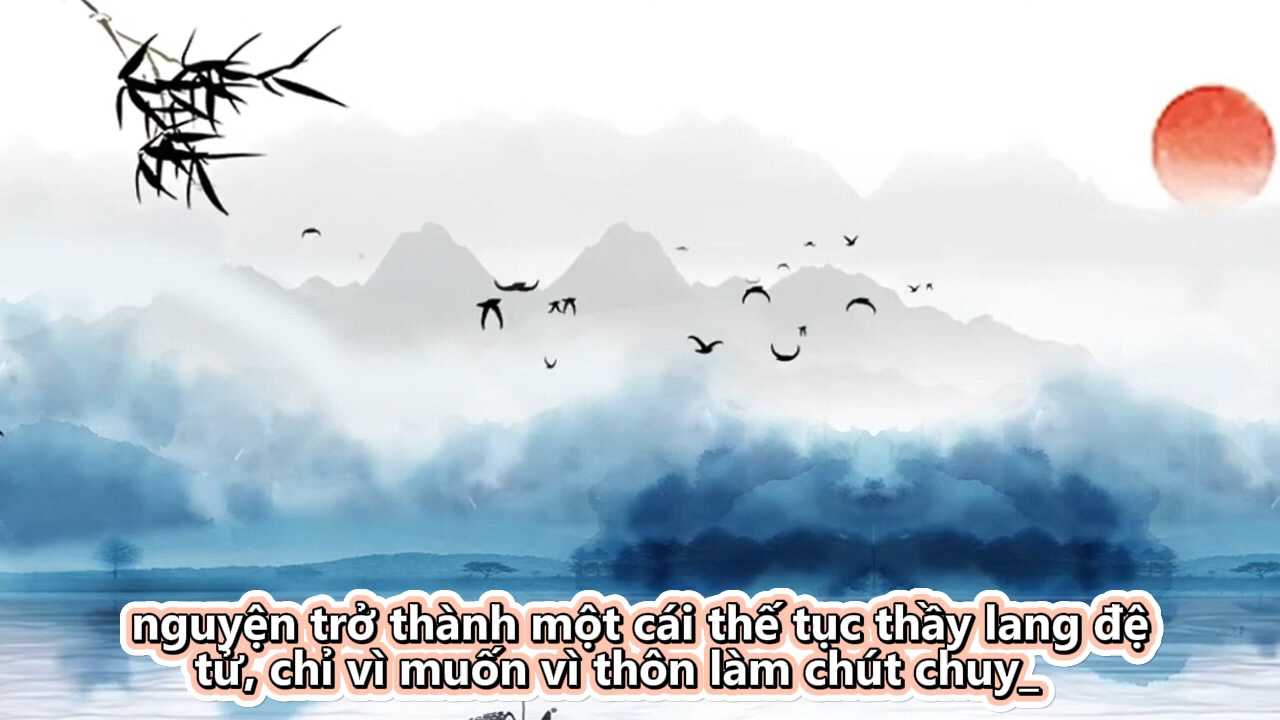 nguyện trở thành một cái thế tục thầy lang đệ
tử, chỉ vì muốn vì thôn làm chút chuy_